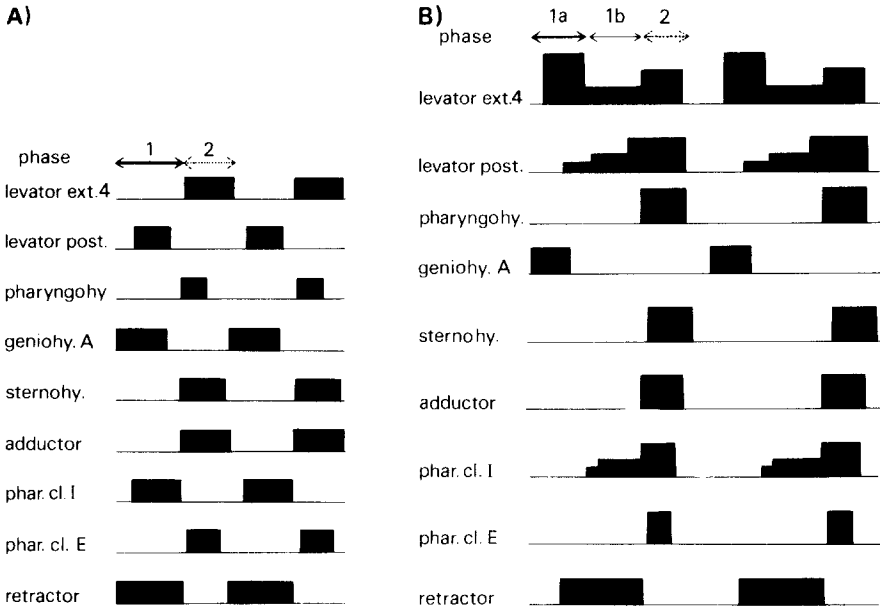 A)
phase
1 2
levator ext.4
levator post.
pharyngohy
geniohy. A
sternohy.
adductor
phar. cl. I
phar. cl. E
retractor
B)
phase
1a 1b 2
levator ext.4
levator post.
pharyngohy.
geniohy. A
sternohy.
adductor
phar. cl. I
phar. cl. E
retractor